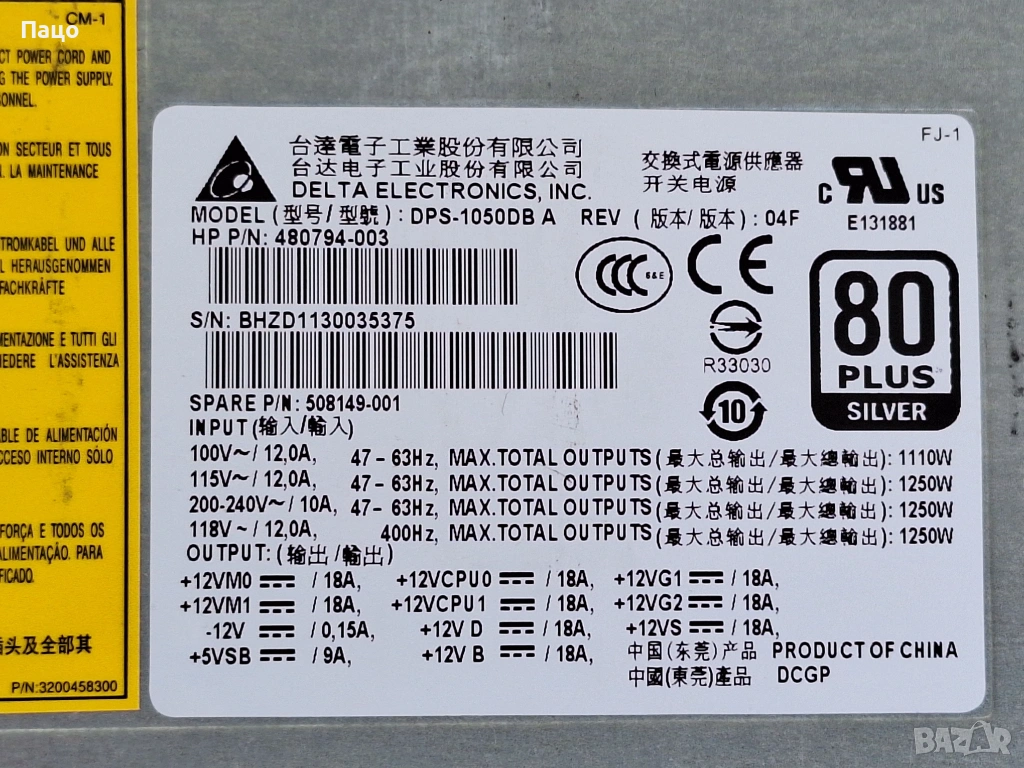 Пацо
CM-1
CT POWER CORD AND
G THE POWER SUPPLY.
SONNEL.
ON SECTEUR ET TOUS
LA MAINTENANCE
STROMKABEL UND ALLE
HERAUSGENOMMEN
FACHKRÄFTE
MENTAZIONE E TUTTI GLI
HIEDERE L'ASSISTENZA
ABLE DE ALIMENTACIÓN
CCESO INTERNO SÓLO
FORÇA E TODOS OS
ALIMENTAÇÃO. PARA
IFICADO.
插头及全部其
P/N:3200458300
FJ-1
台達電子工業股份有限公司
台达电子工业股份有限公司
DELTA ELECTRONICS, INC.
交換式電源供應器
开关电源
c RU US
E131881
MODEL (型号/型號) : DPS-1050DB A REV (版本/版本) : 04F
HP P/N: 480794-003
CCC S&E
CE
80
PLUS
SILVER
R33030
10
S/N: BHZD1130035375
SPARE P/N: 508149-001
INPUT (输入/輸入)
100V～/ 12,0A, 47 – 63Hz, MAX.TOTAL OUTPUTS (最大总输出/最大總輸出): 1110W
115V～/ 12,0A, 47 – 63Hz, MAX.TOTAL OUTPUTS (最大总输出/最大總輸出): 1250W
200-240V～/ 10A, 47 – 63Hz, MAX.TOTAL OUTPUTS (最大总输出/最大總輸出): 1250W
118V ～/ 12,0A, 400Hz, MAX.TOTAL OUTPUTS (最大总输出/最大總輸出): 1250W
OUTPUT: (输出 /輸出)
+12VM0 ⎓ / 18A, +12VCPU0 ⎓ / 18A, +12VG1 ⎓ / 18A,
+12VM1 ⎓ / 18A, +12VCPU1 ⎓ / 18A, +12VG2 ⎓ / 18A,
-12V ⎓ / 0,15A, +12V D ⎓ / 18A, +12VS ⎓ / 18A,
+5VSB ⎓ / 9A, +12V B ⎓ / 18A, 中国(东莞)产品 PRODUCT OF CHINA
中國(東莞)產品 DCGP
BAZAR